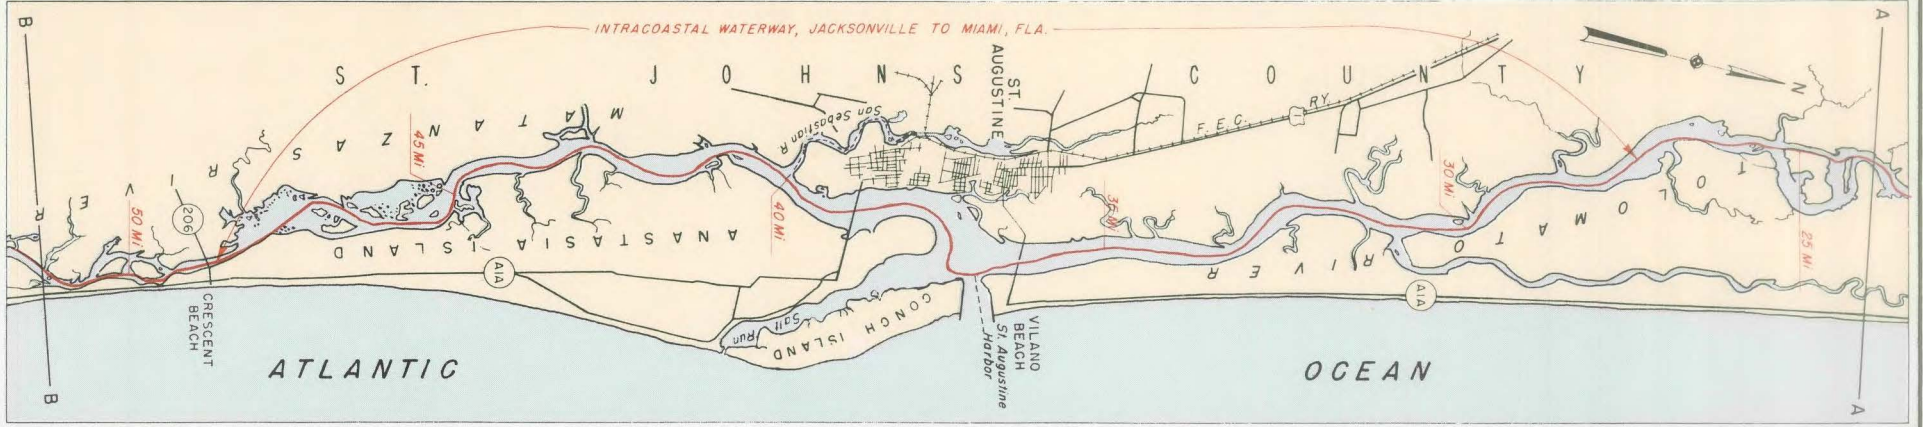 B
INTRACOASTAL WATERWAY, JACKSONVILLE TO MIAMI, FLA.
A
ST. JOHNS COUNTY
ST.
AUGUSTINE
N
MATANZAS RIVER
San Sebastian R
F. E. C. RY.
1
45 Mi
50 Mi
40 Mi
35 Mi
30 Mi
25 Mi
206
TOLOMATO RIVER
ANASTASIA ISLAND
A1A
A1A
CRESCENT
BEACH
Salt Run
CONCH ISLAND
VILANO
BEACH
St. Augustine
Harbor
ATLANTIC OCEAN
B
A